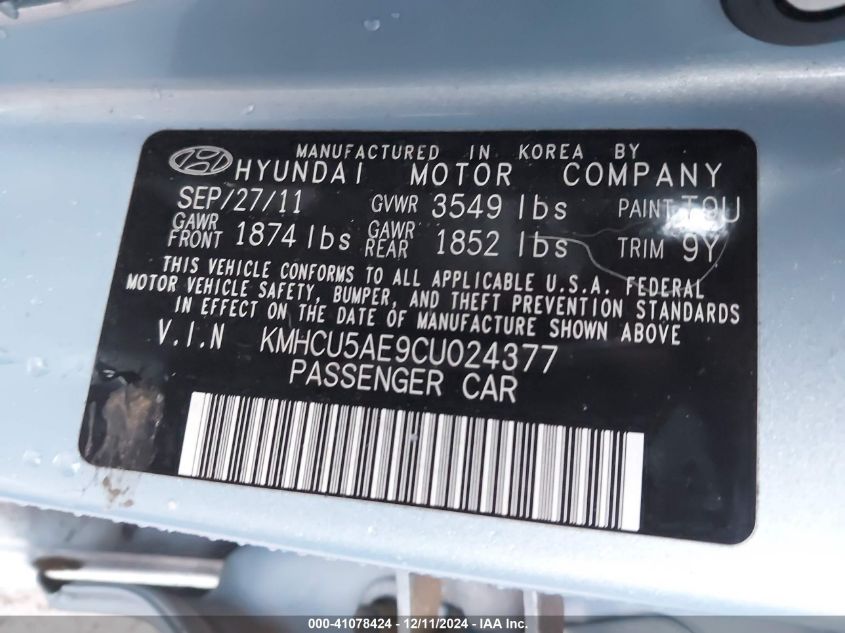 MANUFACTURED IN KOREA BY
HYUNDAI MOTOR COMPANY
SEP/27/11 GVWR 3549 lbs PAINT T9U
GAWR FRONT 1874 lbs GAWR REAR 1852 lbs TRIM 9Y
THIS VEHICLE CONFORMS TO ALL APPLICABLE U.S.A. FEDERAL
MOTOR VEHICLE SAFETY, BUMPER, AND THEFT PREVENTION STANDARDS
IN EFFECT ON THE DATE OF MANUFACTURE SHOWN ABOVE
V.I.N KMHCU5AE9CU024377
PASSENGER CAR
000-41078424 - 12/11/2024 - IAA Inc.